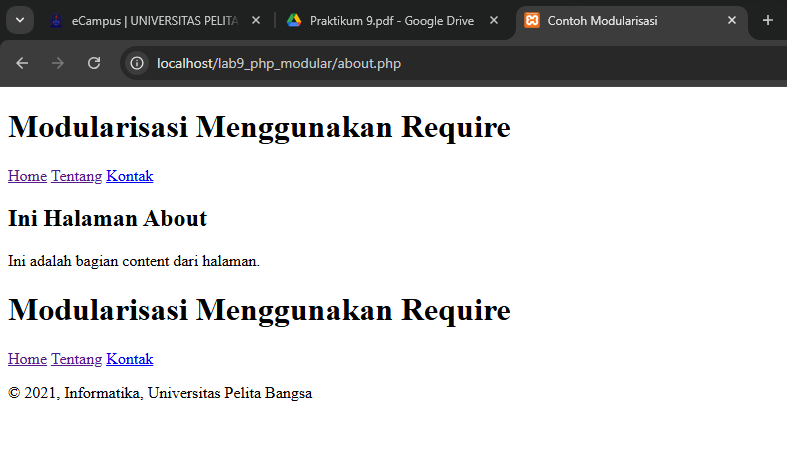 eCampus | UNIVERSITAS PELITA
Praktikum 9.pdf - Google Drive
Contoh Modularisasi
localhost/lab9_php_modular/about.php
Modularisasi Menggunakan Require
Home Tentang Kontak
Ini Halaman About
Ini adalah bagian content dari halaman.
Modularisasi Menggunakan Require
Home Tentang Kontak
© 2021, Informatika, Universitas Pelita Bangsa